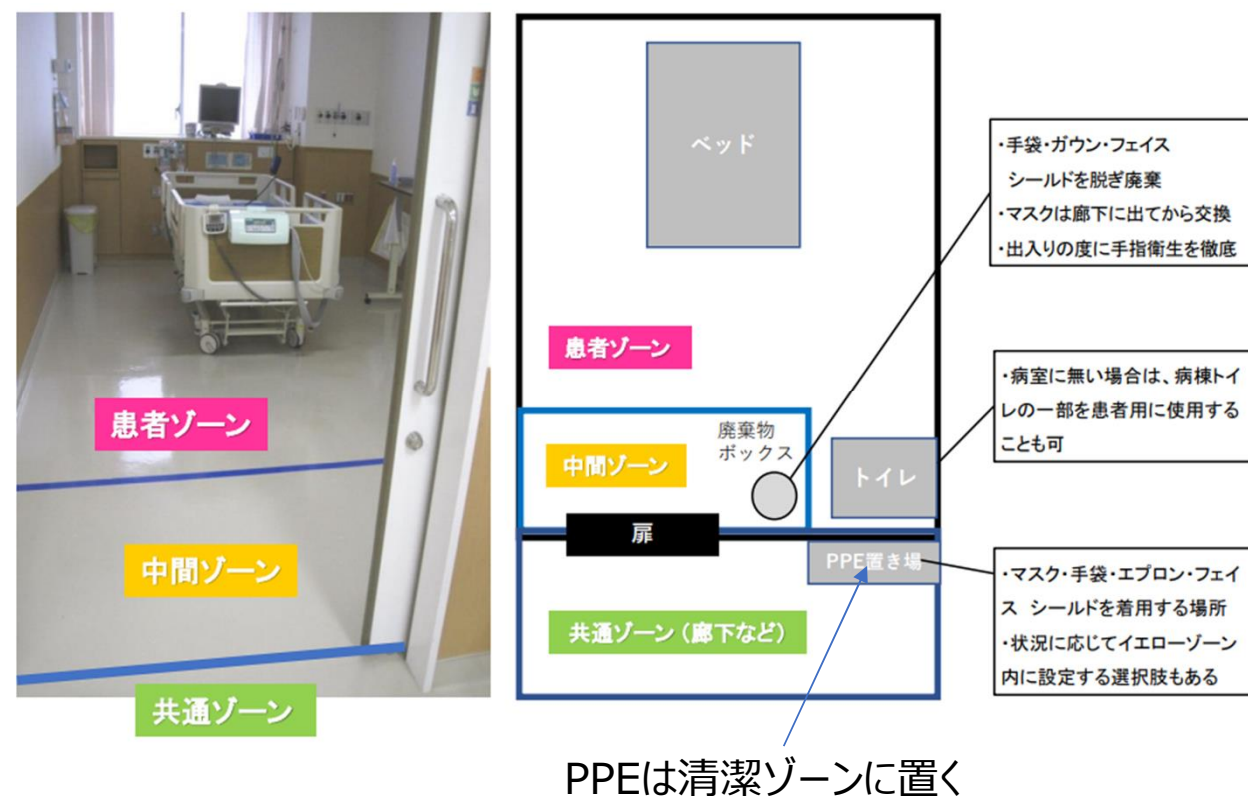 患者ゾーン
中間ゾーン
共通ゾーン
ベッド
患者ゾーン
中間ゾーン
廃棄物
ボックス
トイレ
扉
PPE置き場
共通ゾーン（廊下など）
・手袋・ガウン・フェイス
シールドを脱ぎ廃棄
・マスクは廊下に出てから交換
・出入りの度に手指衛生を徹底
・病室に無い場合は、病棟トイ
レの一部を患者用に使用する
ことも可
・マスク・手袋・エプロン・フェイ
ス シールドを着用する場所
・状況に応じてイエローゾーン
内に設定する選択肢もある
PPEは清潔ゾーンに置く